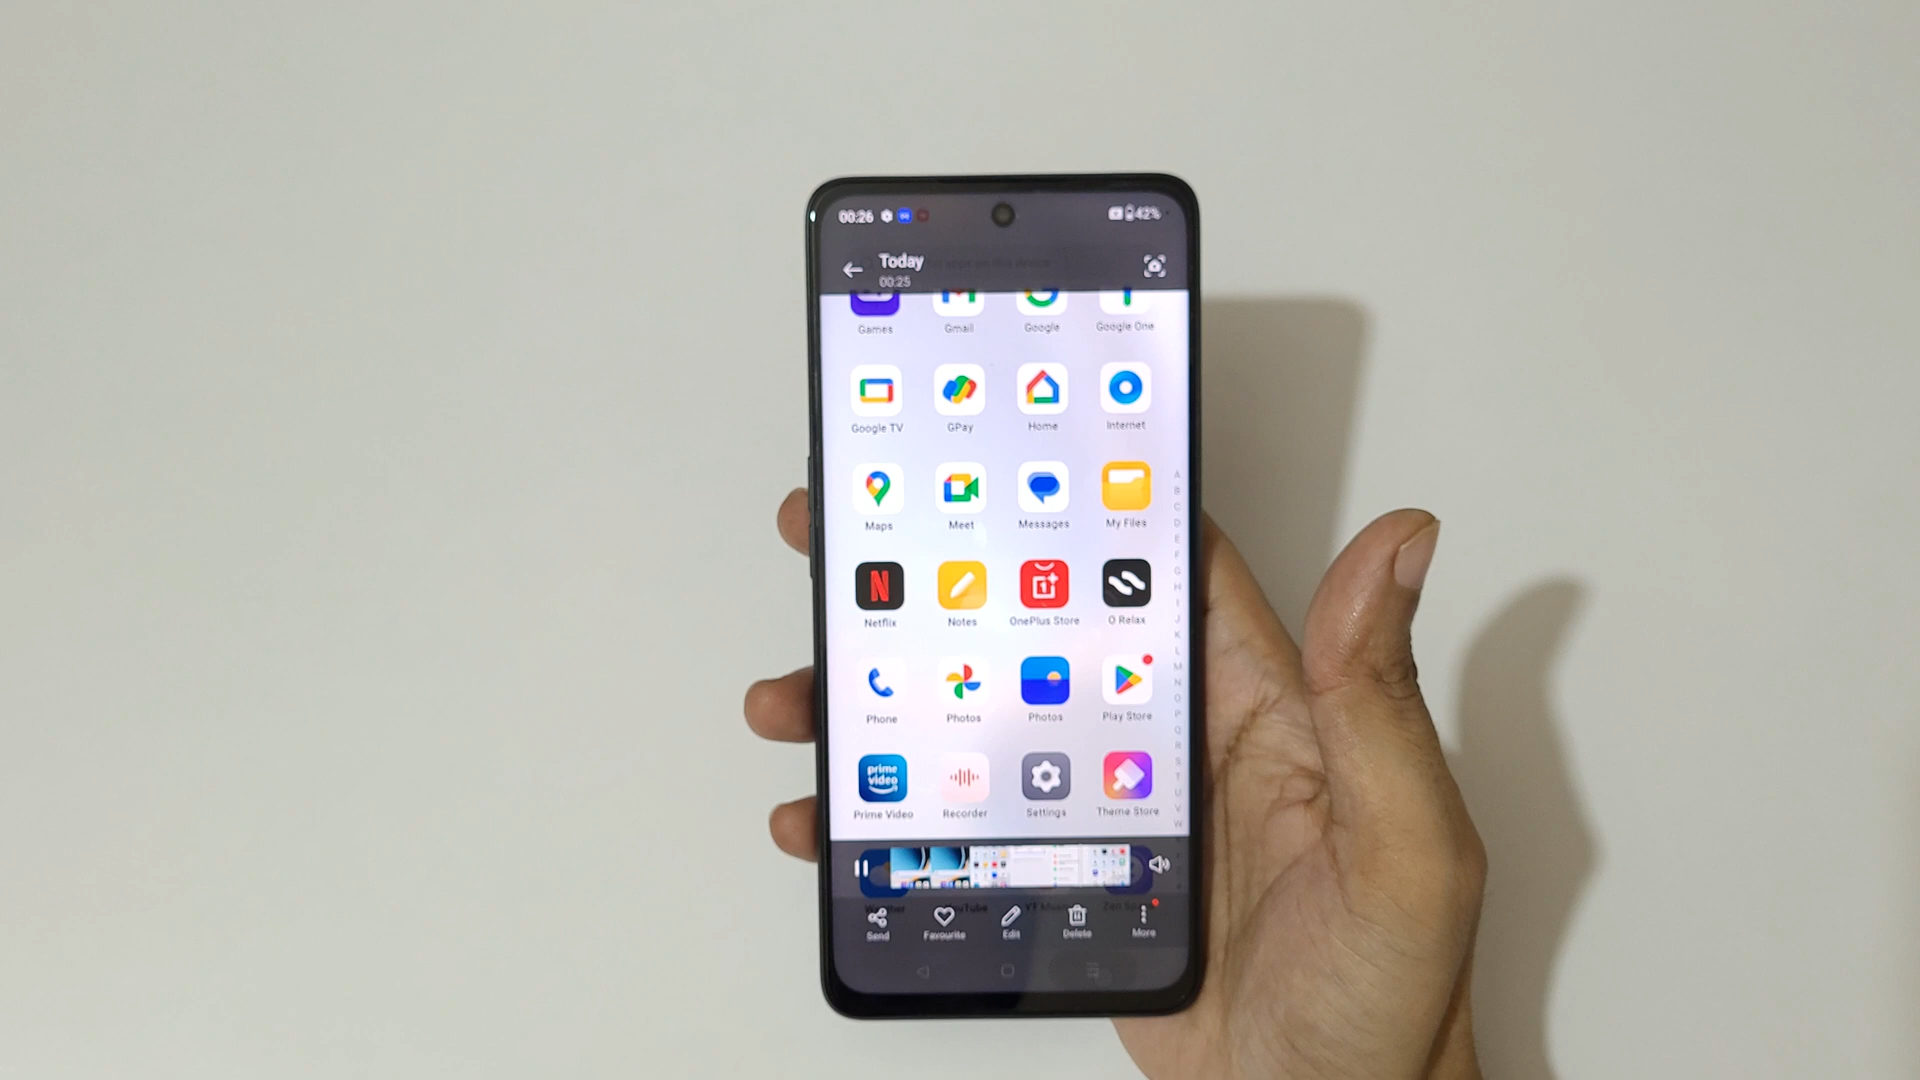 00:26 42%
Today
00:25
Games Gmail Google Google One
Google TV GPay Home Internet
Maps Meet Messages My Files
Netflix Notes OnePlus Store O Relax
Phone Photos Photos Play Store
prime
video
Prime Video Recorder Settings Theme Store
A
B
C
D
E
F
G
H
I
J
K
L
M
N
O
P
Q
R
S
T
U
V
W
Send Favourite Edit Delete More